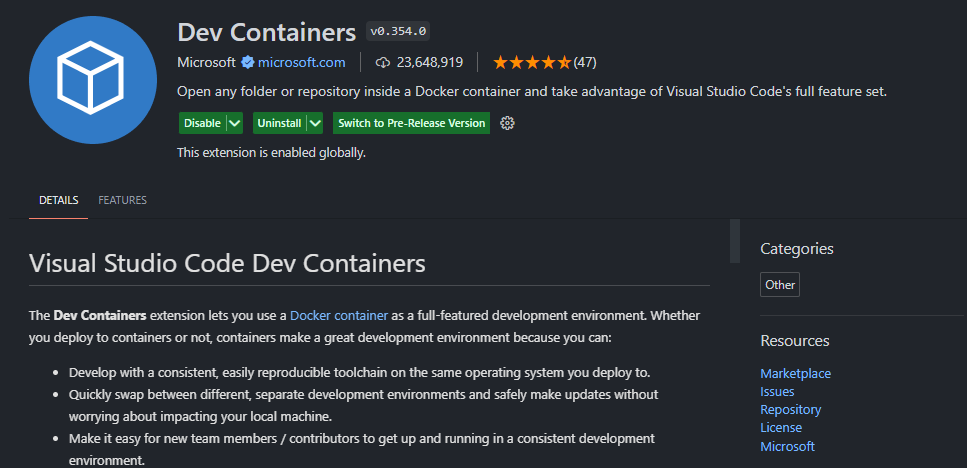 Dev Containers v0.354.0
Microsoft microsoft.com 23,648,919 (47)
Open any folder or repository inside a Docker container and take advantage of Visual Studio Code's full feature set.
Disable Uninstall Switch to Pre-Release Version
This extension is enabled globally.
DETAILS FEATURES
Visual Studio Code Dev Containers
The Dev Containers extension lets you use a Docker container as a full-featured development environment. Whether
you deploy to containers or not, containers make a great development environment because you can:
• Develop with a consistent, easily reproducible toolchain on the same operating system you deploy to.
• Quickly swap between different, separate development environments and safely make updates without
worrying about impacting your local machine.
• Make it easy for new team members / contributors to get up and running in a consistent development
environment.
Categories
Other
Resources
Marketplace
Issues
Repository
License
Microsoft